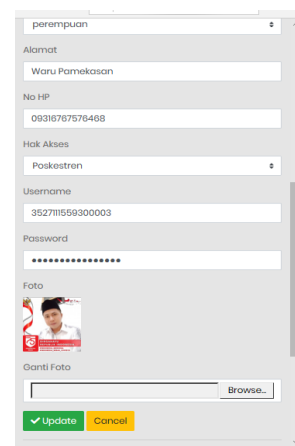 perempuan
Alamat
Waru Pamekasan
No HP
09316767576468
Hak Akses
Poskestren
Username
3527111559300003
Password
Foto
Ganti Foto
Browse...
Update
Cancel